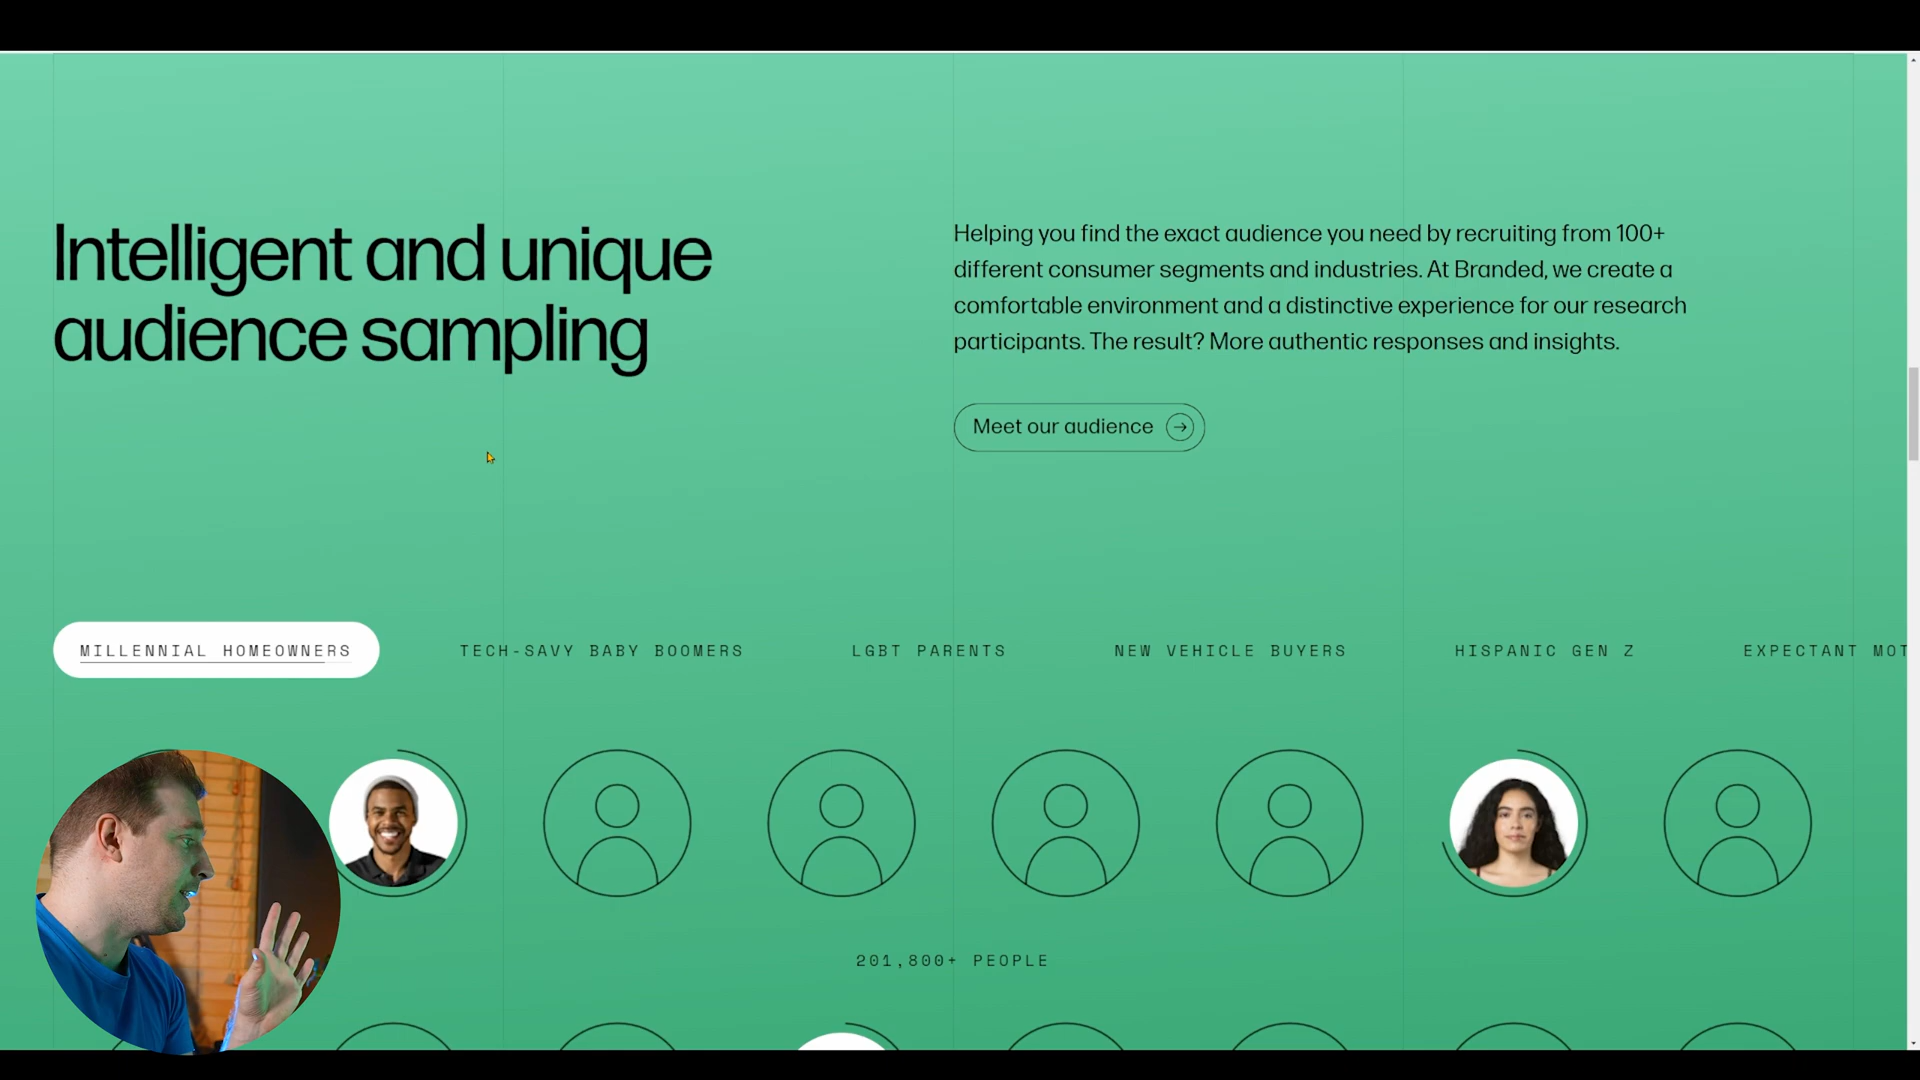 Intelligent and unique
audience sampling
Helping you find the exact audience you need by recruiting from 100+
different consumer segments and industries. At Branded, we create a
comfortable environment and a distinctive experience for our research
participants. The result? More authentic responses and insights.
Meet our audience
MILLENNIAL HOMEOWNERS
TECH-SAVY BABY BOOMERS
LGBT PARENTS
NEW VEHICLE BUYERS
HISPANIC GEN Z
EXPECTANT MOT
201,800+ PEOPLE